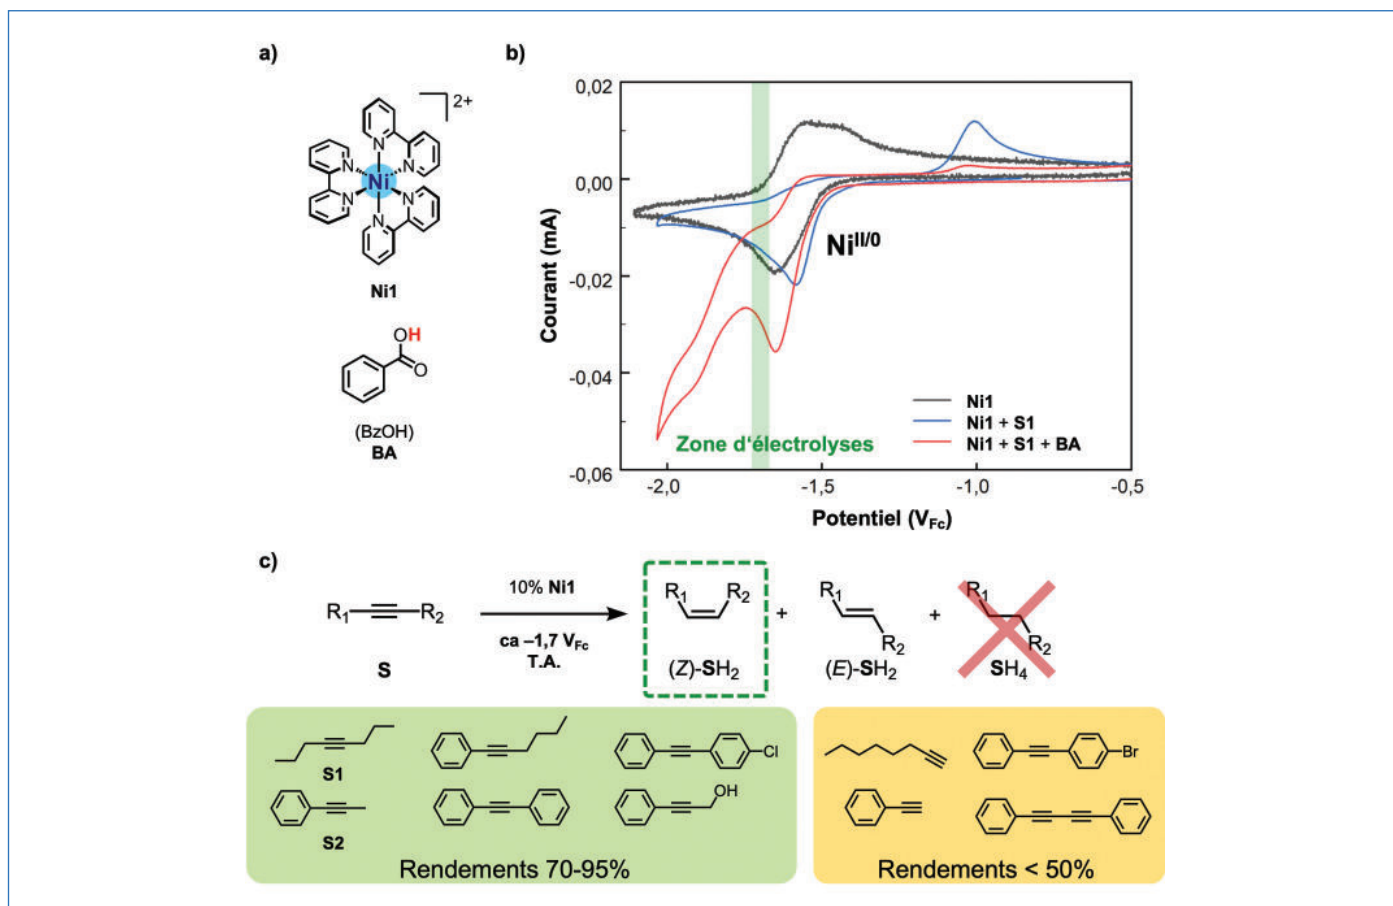 a)
2+
N
N
N
Ni
N
N
N
Ni1
OH
O
(BzOH)
BA
b)
0,02
0,00
-0,02
-0,04
-0,06
Courant (mA)
Ni^II/0
Ni1
Ni1 + S1
Ni1 + S1 + BA
Zone d'électrolyses
-2,0
-1,5
-1,0
-0,5
Potentiel (V_Fc)
c)
R1
R2
S
10% Ni1
ca –1,7 V_Fc
T.A.
R1 R2
(Z)-SH2
+
R1
R2
(E)-SH2
+
R1
R2
SH4
S1
Cl
S2
OH
Rendements 70-95%
Br
Rendements < 50%